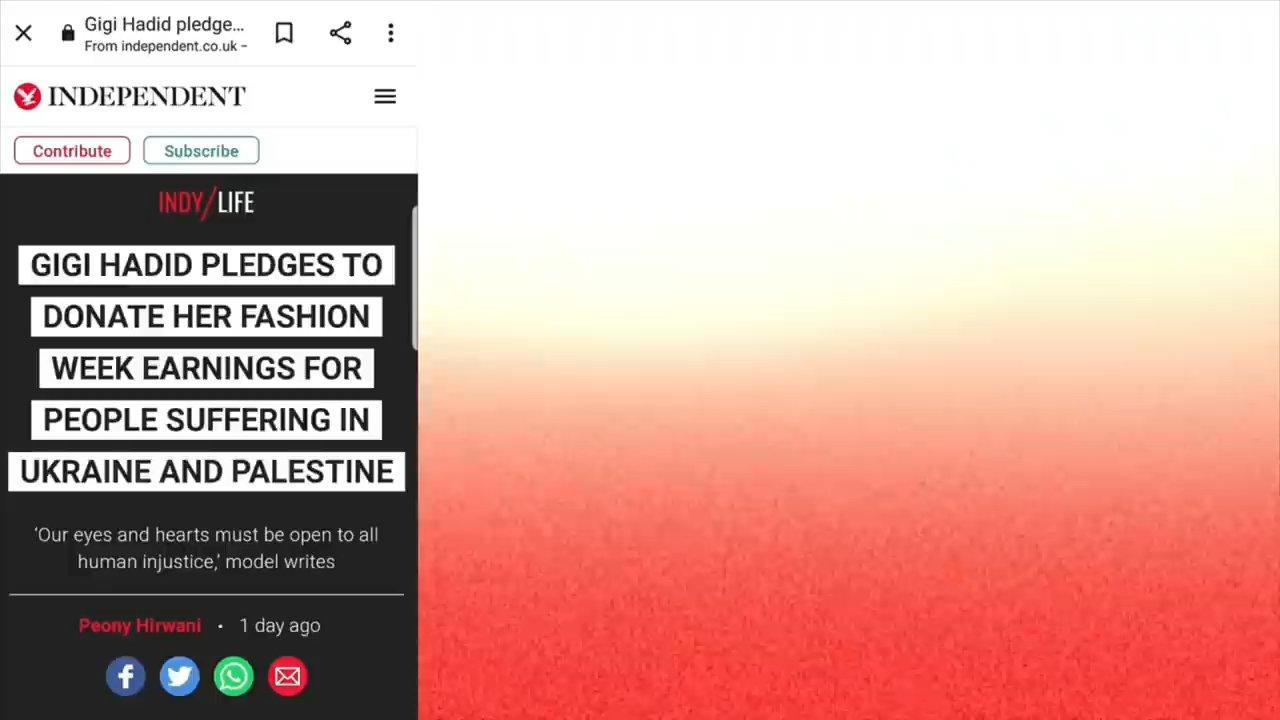 Gigi Hadid pledge...
From independent.co.uk –
INDEPENDENT
Contribute Subscribe
INDY/LIFE
GIGI HADID PLEDGES TO
DONATE HER FASHION
WEEK EARNINGS FOR
PEOPLE SUFFERING IN
UKRAINE AND PALESTINE
‘Our eyes and hearts must be open to all
human injustice,’ model writes
Peony Hirwani • 1 day ago